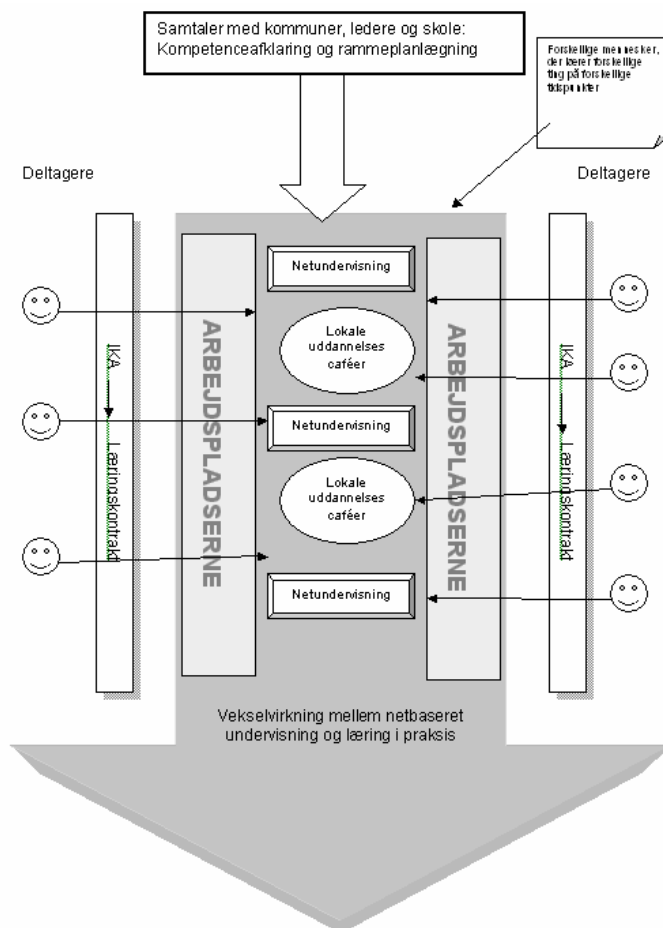 Samtaler med kommuner, ledere og skole:
Kompetenceafklaring og rammeplanlægning
Forskellige mennesker,
der lærer forskellige
ting på forskellige
tidspunkter
Deltagere
Deltagere
Netundervisning
Lokale
uddannelses
caféer
Netundervisning
Lokale
uddannelses
caféer
Netundervisning
ARBEJDSPLADSERNE
ARBEJDSPLADSERNE
IKA
Læringskontrakt
IKA
Læringskontrakt
Vekselvirkning mellem netbaseret
undervisning og læring i praksis